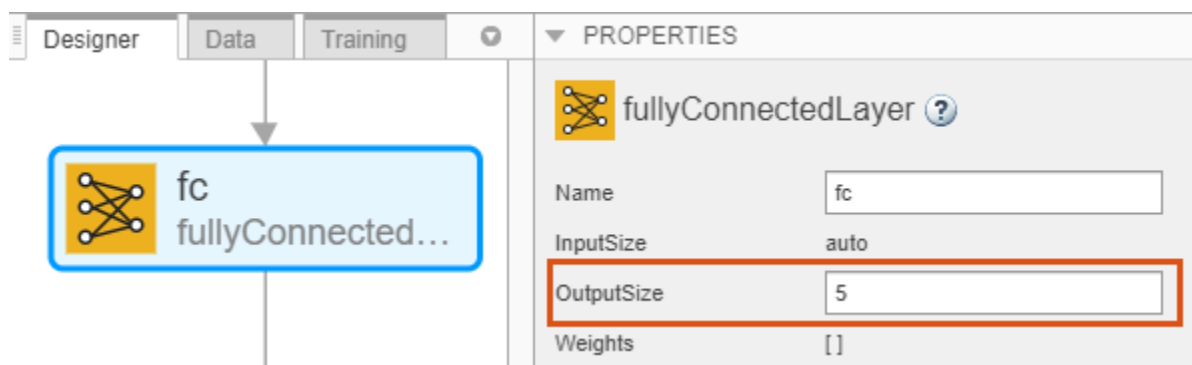 Designer
Data
Training
PROPERTIES
fc
fullyConnected...
fullyConnectedLayer ?
Name fc
InputSize auto
OutputSize 5
Weights [ ]